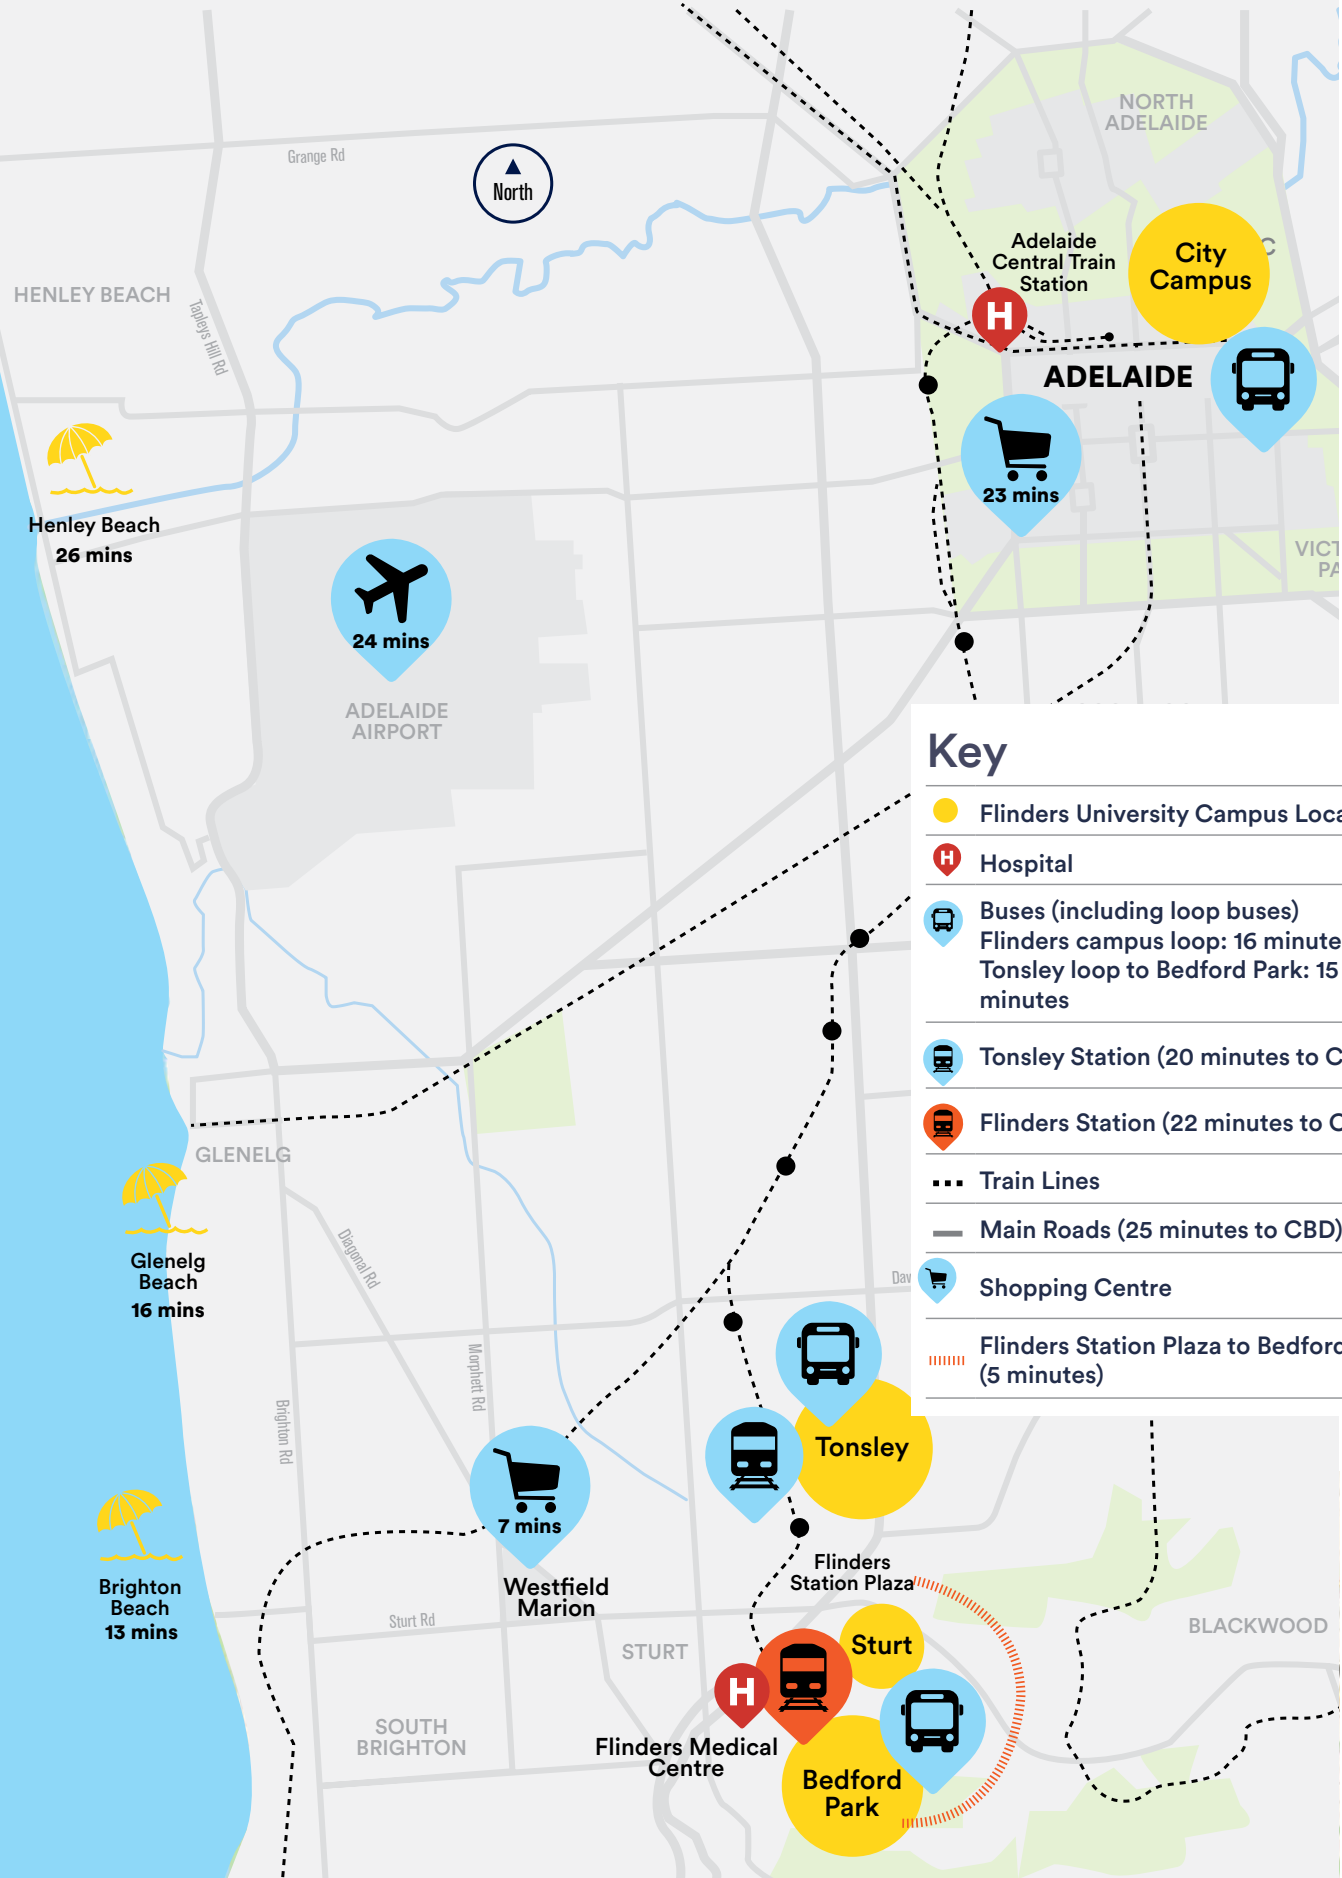 NORTH
ADELAIDE
Grange Rd
North
Adelaide
Central Train
Station
City
Campus
C
HENLEY BEACH
Tapleys Hill Rd
H
ADELAIDE
23 mins
Henley Beach
26 mins
VICT
PA
24 mins
ADELAIDE
AIRPORT
Key
Flinders University Campus Loca
H
Hospital
Buses (including loop buses)
Flinders campus loop: 16 minute
Tonsley loop to Bedford Park: 15
minutes
Tonsley Station (20 minutes to C
Flinders Station (22 minutes to C
Train Lines
Main Roads (25 minutes to CBD)
Shopping Centre
Flinders Station Plaza to Bedford
(5 minutes)
GLENELG
Glenelg
Beach
16 mins
Diagonal Rd
Morphett Rd
Brighton Rd
Tonsley
7 mins
Westfield
Marion
Brighton
Beach
13 mins
Flinders
Station Plaza
Sturt Rd
STURT
Sturt
BLACKWOOD
H
SOUTH
BRIGHTON
Flinders Medical
Centre
Bedford
Park